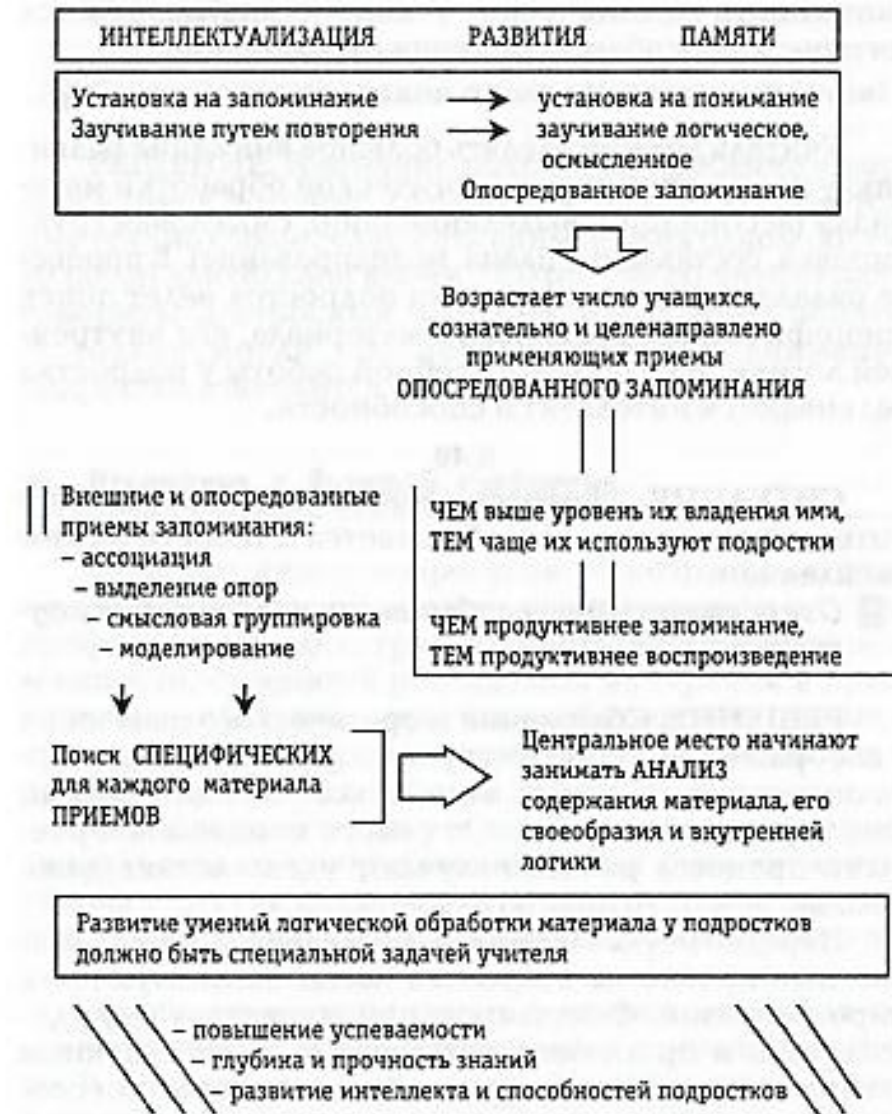 ИНТЕЛЛЕКТУАЛИЗАЦИЯ РАЗВИТИЯ ПАМЯТИ
Установка на запоминание → установка на понимание
Заучивание путем повторения → заучивание логическое,
осмысленное
Опосредованное запоминание
Возрастает число учащихся,
сознательно и целенаправлено
применяющих приемы
ОПОСРЕДОВАННОГО ЗАПОМИНАНИЯ
Внешние и опосредованные
приемы запоминания:
– ассоциация
– выделение опор
– смысловая группировка
– моделирование
ЧЕМ выше уровень их владения ими,
ТЕМ чаще их используют подростки
ЧЕМ продуктивнее запоминание,
ТЕМ продуктивнее воспроизведение
Поиск СПЕЦИФИЧЕСКИХ
для каждого материала
ПРИЕМОВ
Центральное место начинают
занимать АНАЛИЗ
содержания материала, его
своеобразия и внутренней
логики
Развитие умений логической обработки материала у подростков
должно быть специальной задачей учителя
– повышение успеваемости
– глубина и прочность знаний
– развитие интеллекта и способностей подростков